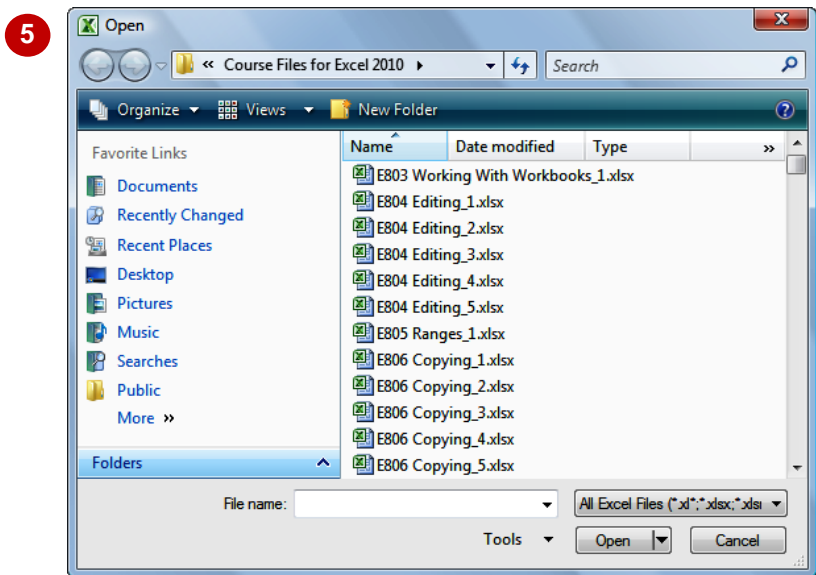 5
Open
« Course Files for Excel 2010
Search
Organize Views New Folder
Favorite Links
Documents
Recently Changed
Recent Places
Desktop
Pictures
Music
Searches
Public
More »
Folders
Name Date modified Type »
E803 Working With Workbooks_1.xlsx
E804 Editing_1.xlsx
E804 Editing_2.xlsx
E804 Editing_3.xlsx
E804 Editing_4.xlsx
E804 Editing_5.xlsx
E805 Ranges_1.xlsx
E806 Copying_1.xlsx
E806 Copying_2.xlsx
E806 Copying_3.xlsx
E806 Copying_4.xlsx
E806 Copying_5.xlsx
File name:
All Excel Files (*.xl*;*.xlsx;*.xlsm
Tools Open Cancel